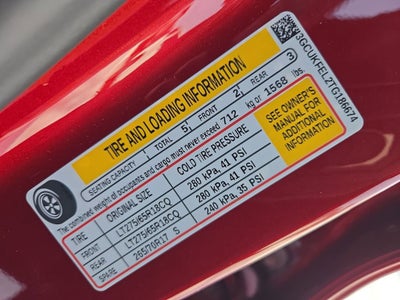 TIRE AND LOADING INFORMATION
SEATING CAPACITY TOTAL 5 FRONT 2 REAR 3
The combined weight of occupants and cargo must never exceed 712 kg or 1568 lbs.
TIRE ORIGINAL SIZE COLD TIRE PRESSURE
FRONT LT275/65R18CQ 280 kPa, 41 PSI
REAR LT275/65R18CQ 280 kPa, 41 PSI
SPARE 265/70R17 S 240 kPa, 35 PSI
SEE OWNER'S
MANUAL FOR
ADDITIONAL
INFORMATION
3GCUKFEL2TG18667A